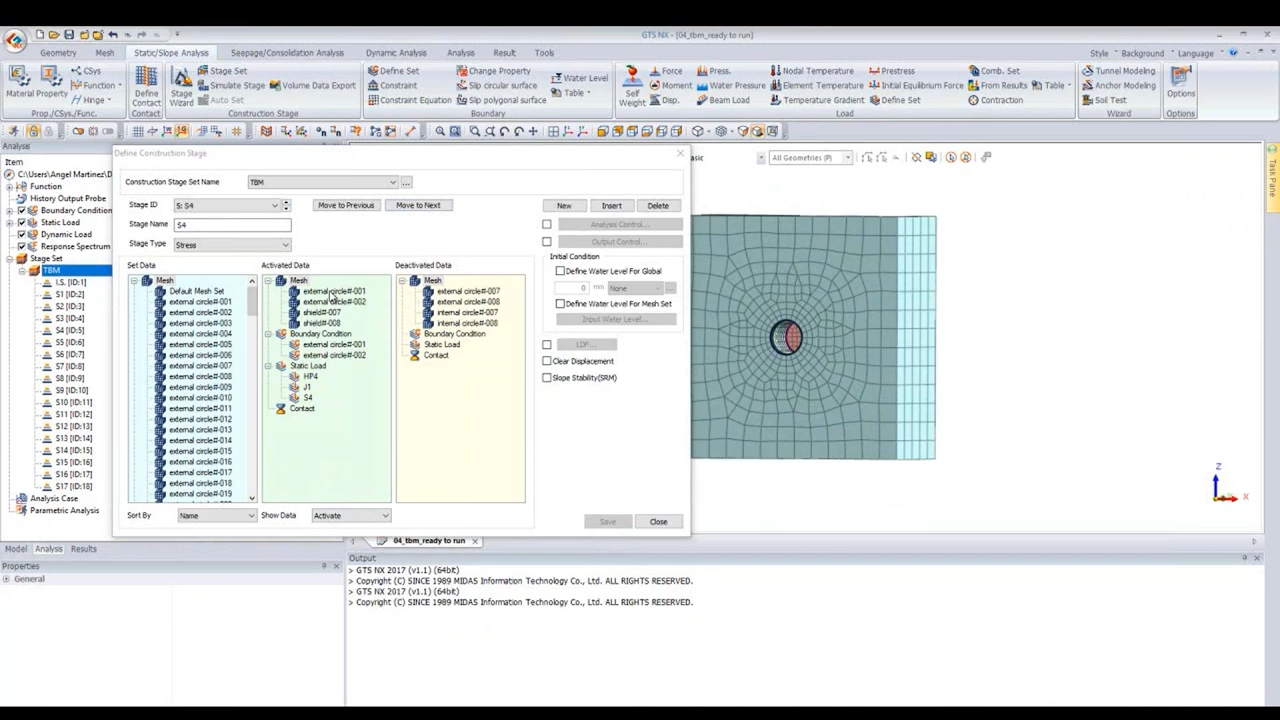 GTS NX - [04_tbm_ready to run]
Geometry Mesh Static/Slope Analysis Seepage/Consolidation Analysis Dynamic Analysis Analysis Result Tools Style Background Language
Material Property CSys Function Hinge
Prop./CSys./Func.
Define Contact
Contact
Stage Wizard Stage Set Simulate Stage Auto Set Volume Data Export
Construction Stage
Define Set Constraint Constraint Equation Change Property Slip circular surface Slip polygonal surface Water Level Table
Boundary
Self Weight Force Moment Disp. Press. Water Pressure Beam Load Nodal Temperature Element Temperature Temperature Gradient Prestress Initial Equilibrium Force Define Set Comb. Set From Results Contraction Table
Load
Tunnel Modeling Anchor Modeling Soil Test
Wizard
Options
Analysis
Item
C:\Users\Angel Martinez\D
Function
History Output Probe
Boundary Condition
Static Load
Dynamic Load
Response Spectrum
Stage Set
TBM
I.S. [ID:1]
S1 [ID:2]
S2 [ID:3]
S3 [ID:4]
S4 [ID:5]
S5 [ID:6]
S6 [ID:7]
S7 [ID:8]
S8 [ID:9]
S9 [ID:10]
S10 [ID:11]
S11 [ID:12]
S12 [ID:13]
S13 [ID:14]
S14 [ID:15]
S15 [ID:16]
S16 [ID:17]
S17 [ID:18]
Analysis Case
Parametric Analysis
Model Analysis Results
Properties
General
Define Construction Stage
Construction Stage Set Name TBM ...
Stage ID 5: S4 Move to Previous Move to Next New Insert Delete
Stage Name S4
Stage Type Stress
Analysis Control...
Output Control...
Initial Condition
Define Water Level For Global
0 None ...
Define Water Level For Mesh Set
Input Water Level...
LDF...
Clear Displacement
Slope Stability(SRM)
Set Data
Mesh
Default Mesh Set
external circle#-001
external circle#-002
external circle#-003
external circle#-004
external circle#-005
external circle#-006
external circle#-007
external circle#-008
external circle#-009
external circle#-010
external circle#-011
external circle#-012
external circle#-013
external circle#-014
external circle#-015
external circle#-016
external circle#-017
external circle#-018
external circle#-019
Activated Data
Mesh
external circle#-001
external circle#-002
shield#-007
shield#-008
Boundary Condition
external circle#-001
external circle#-002
Static Load
HP4
J1
S4
Contact
Deactivated Data
Mesh
external circle#-007
external circle#-008
internal circle#-007
internal circle#-008
Boundary Condition
Static Load
Contact
Sort By Name Show Data Activate
Save Close
All Geometries (P)
Task Pane
Z
X
04_tbm_ready to run
Output
> GTS NX 2017 (v1.1) (64bit)
> Copyright (C) SINCE 1989 MIDAS Information Technology Co., Ltd. ALL RIGHTS RESERVED.
> GTS NX 2017 (v1.1) (64bit)
> Copyright (C) SINCE 1989 MIDAS Information Technology Co., Ltd. ALL RIGHTS RESERVED.